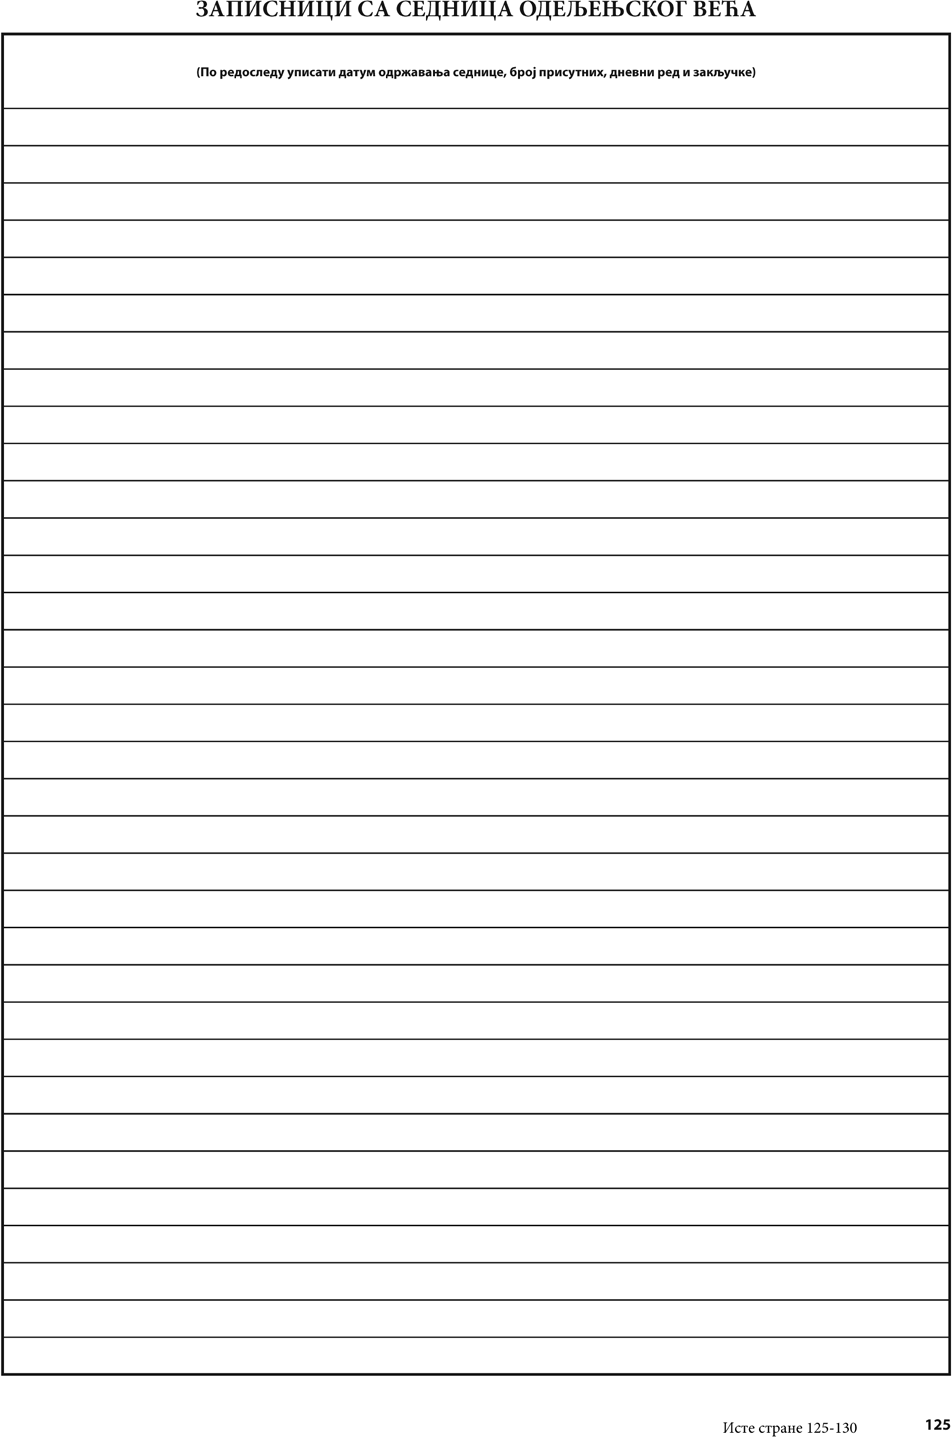 ЗАПИСНИЦИ СА СЕДНИЦА ОДЕЉЕЊСКОГ ВЕЋА
(По редоследу уписати датум одржавања седнице, број присутних, дневни ред и закључке)
Исте стране 125-130
125